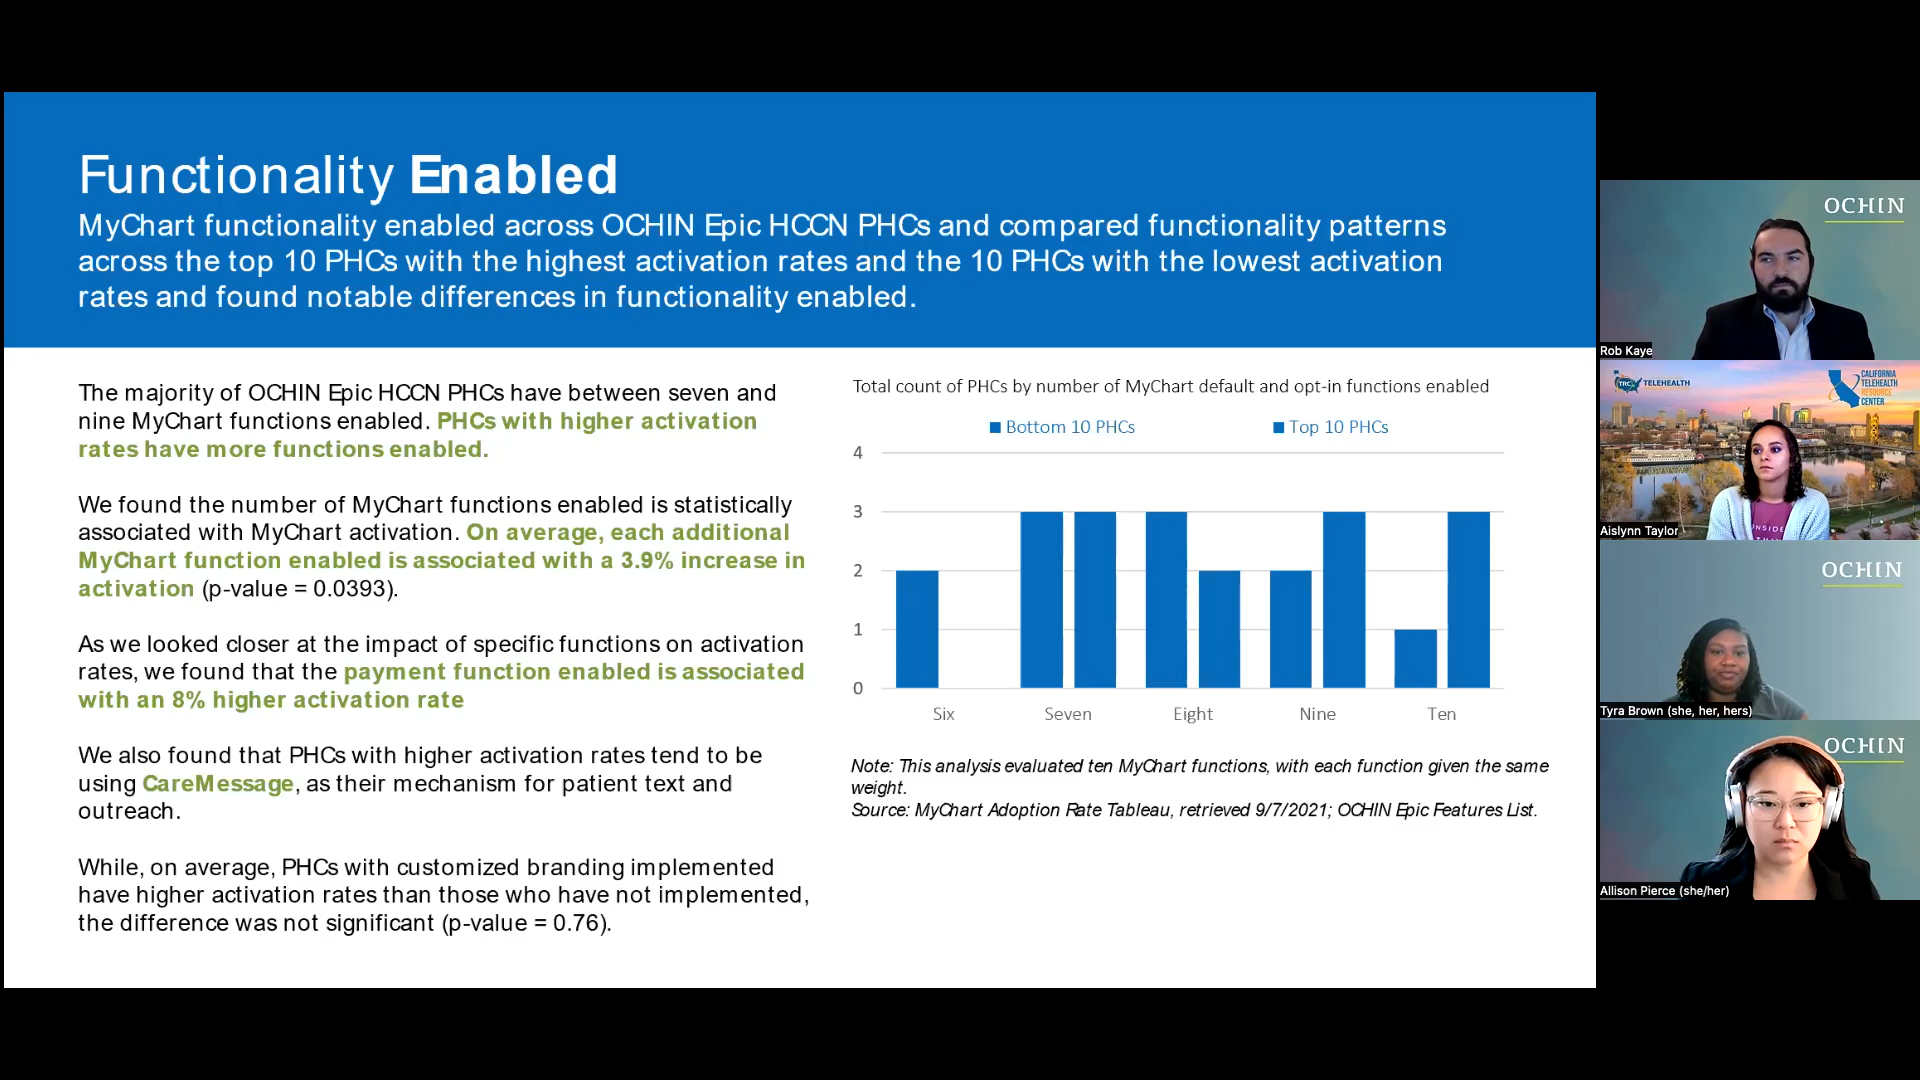 Functionality Enabled
MyChart functionality enabled across OCHIN Epic HCCN PHCs and compared functionality patterns
across the top 10 PHCs with the highest activation rates and the 10 PHCs with the lowest activation
rates and found notable differences in functionality enabled.
The majority of OCHIN Epic HCCN PHCs have between seven and
nine MyChart functions enabled. PHCs with higher activation
rates have more functions enabled.
We found the number of MyChart functions enabled is statistically
associated with MyChart activation. On average, each additional
MyChart function enabled is associated with a 3.9% increase in
activation (p-value = 0.0393).
As we looked closer at the impact of specific functions on activation
rates, we found that the payment function enabled is associated
with an 8% higher activation rate
We also found that PHCs with higher activation rates tend to be
using CareMessage, as their mechanism for patient text and
outreach.
While, on average, PHCs with customized branding implemented
have higher activation rates than those who have not implemented,
the difference was not significant (p-value = 0.76).
Total count of PHCs by number of MyChart default and opt-in functions enabled
Bottom 10 PHCs
Top 10 PHCs
4
3
2
1
0
Six
Seven
Eight
Nine
Ten
Note: This analysis evaluated ten MyChart functions, with each function given the same
weight.
Source: MyChart Adoption Rate Tableau, retrieved 9/7/2021; OCHIN Epic Features List.
OCHIN
Rob Kaye
TRC
TELEHEALTH
CALIFORNIA
TELEHEALTH
RESOURCE
CENTER
Aislynn Taylor
OCHIN
Tyra Brown (she, her, hers)
OCHIN
Allison Pierce (she/her)